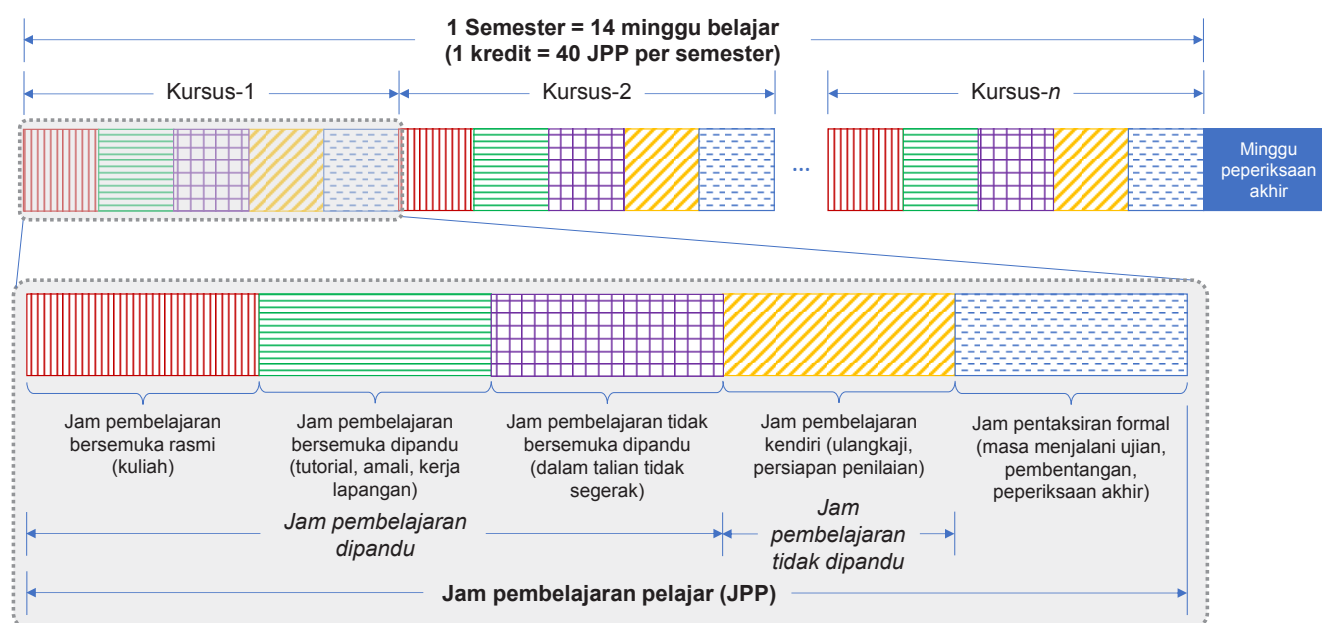 1 Semester = 14 minggu belajar
(1 kredit = 40 JPP per semester)
Kursus-1
Kursus-2
Kursus-n
...
Minggu
peperiksaan
akhir
Jam pembelajaran
bersemuka rasmi
(kuliah)
Jam pembelajaran
bersemuka dipandu
(tutorial, amali, kerja
lapangan)
Jam pembelajaran tidak
bersemuka dipandu
(dalam talian tidak
segerak)
Jam pembelajaran
kendiri (ulangkaji,
persiapan penilaian)
Jam pentaksiran formal
(masa menjalani ujian,
pembentangan,
peperiksaan akhir)
Jam pembelajaran
dipandu
Jam
pembelajaran
tidak dipandu
Jam pembelajaran pelajar (JPP)